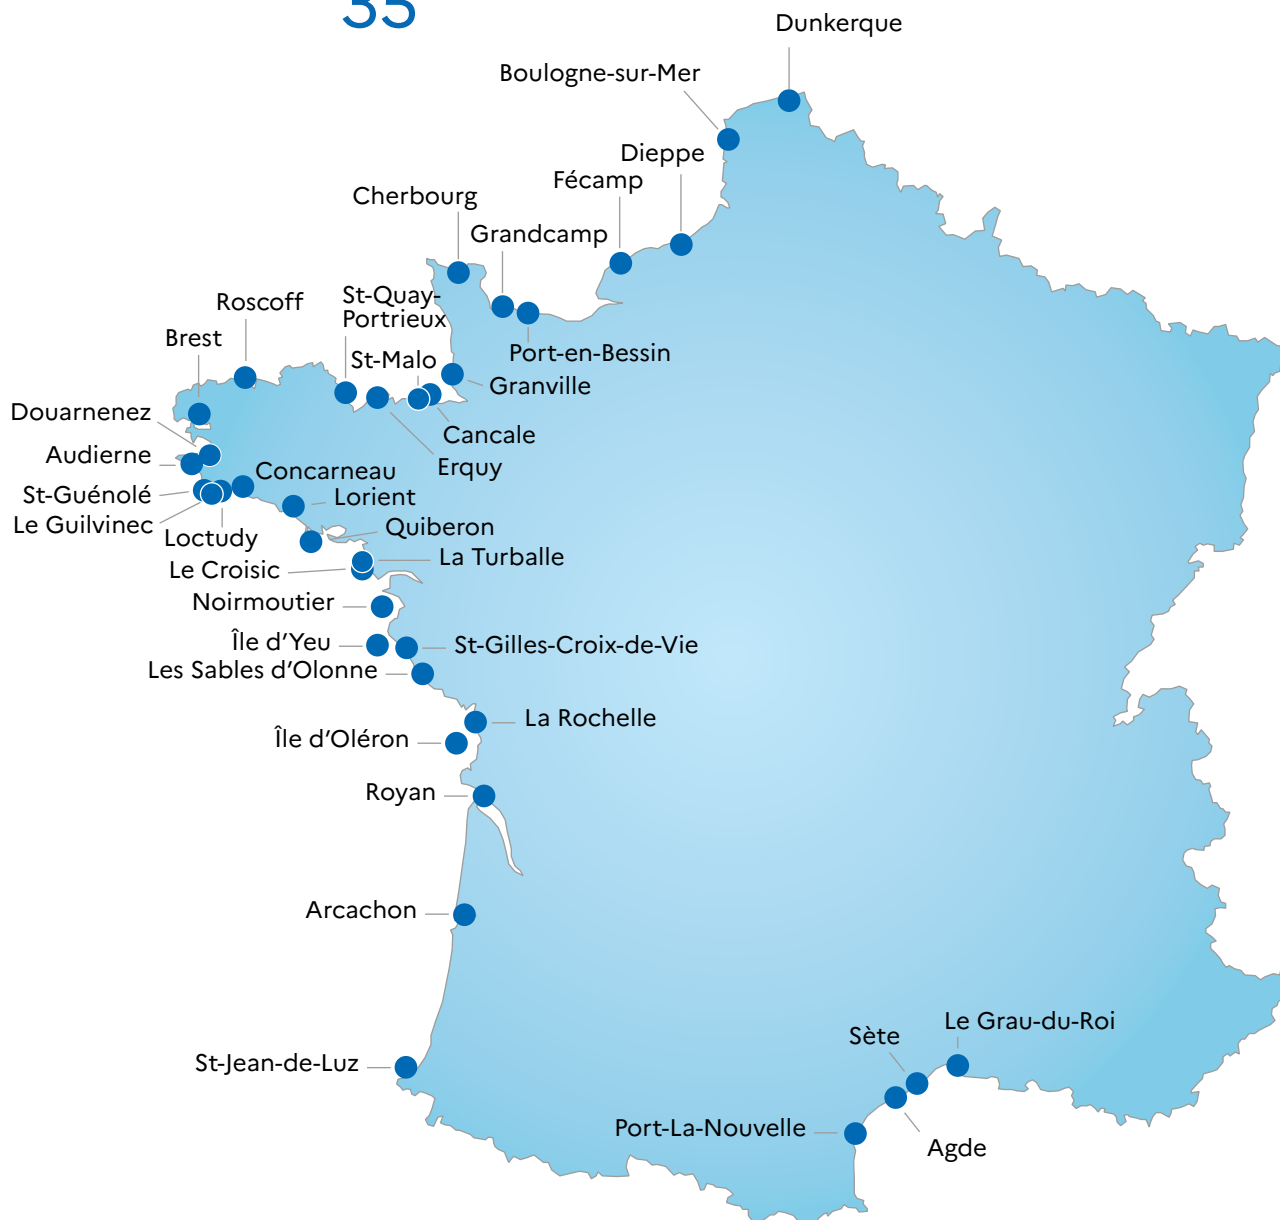 35
Dunkerque
Boulogne-sur-Mer
Dieppe
Fécamp
Cherbourg
Grandcamp
St-Quay-
Portrieux
Roscoff
Brest
St-Malo
Port-en-Bessin
Granville
Douarnenez
Cancale
Audierne
Erquy
Concarneau
St-Guénolé
Lorient
Le Guilvinec
Quiberon
Loctudy
La Turballe
Le Croisic
Noirmoutier
Île d'Yeu
St-Gilles-Croix-de-Vie
Les Sables d'Olonne
La Rochelle
Île d'Oléron
Royan
Arcachon
Le Grau-du-Roi
Sète
St-Jean-de-Luz
Port-La-Nouvelle
Agde